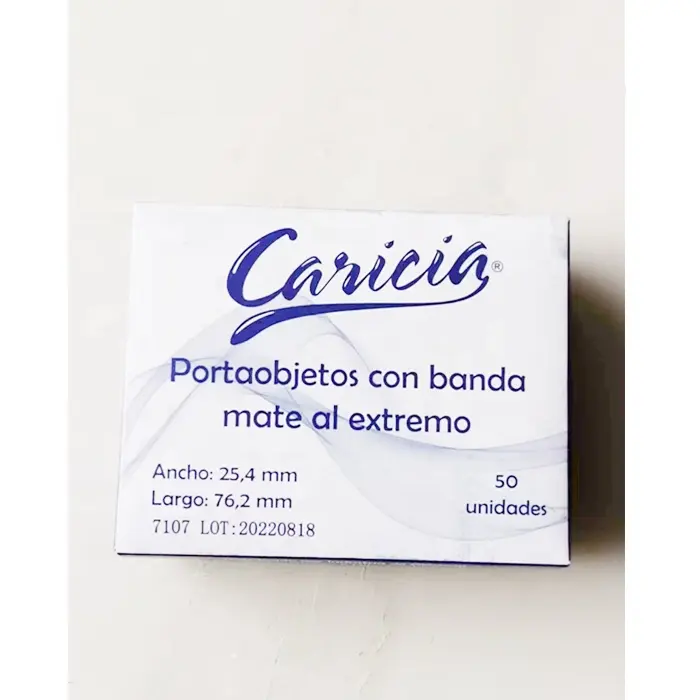 Caricia®
Portaobjetos con banda
mate al extremo
Ancho: 25,4 mm
Largo: 76,2 mm
7107 LOT:20220818
50
unidades